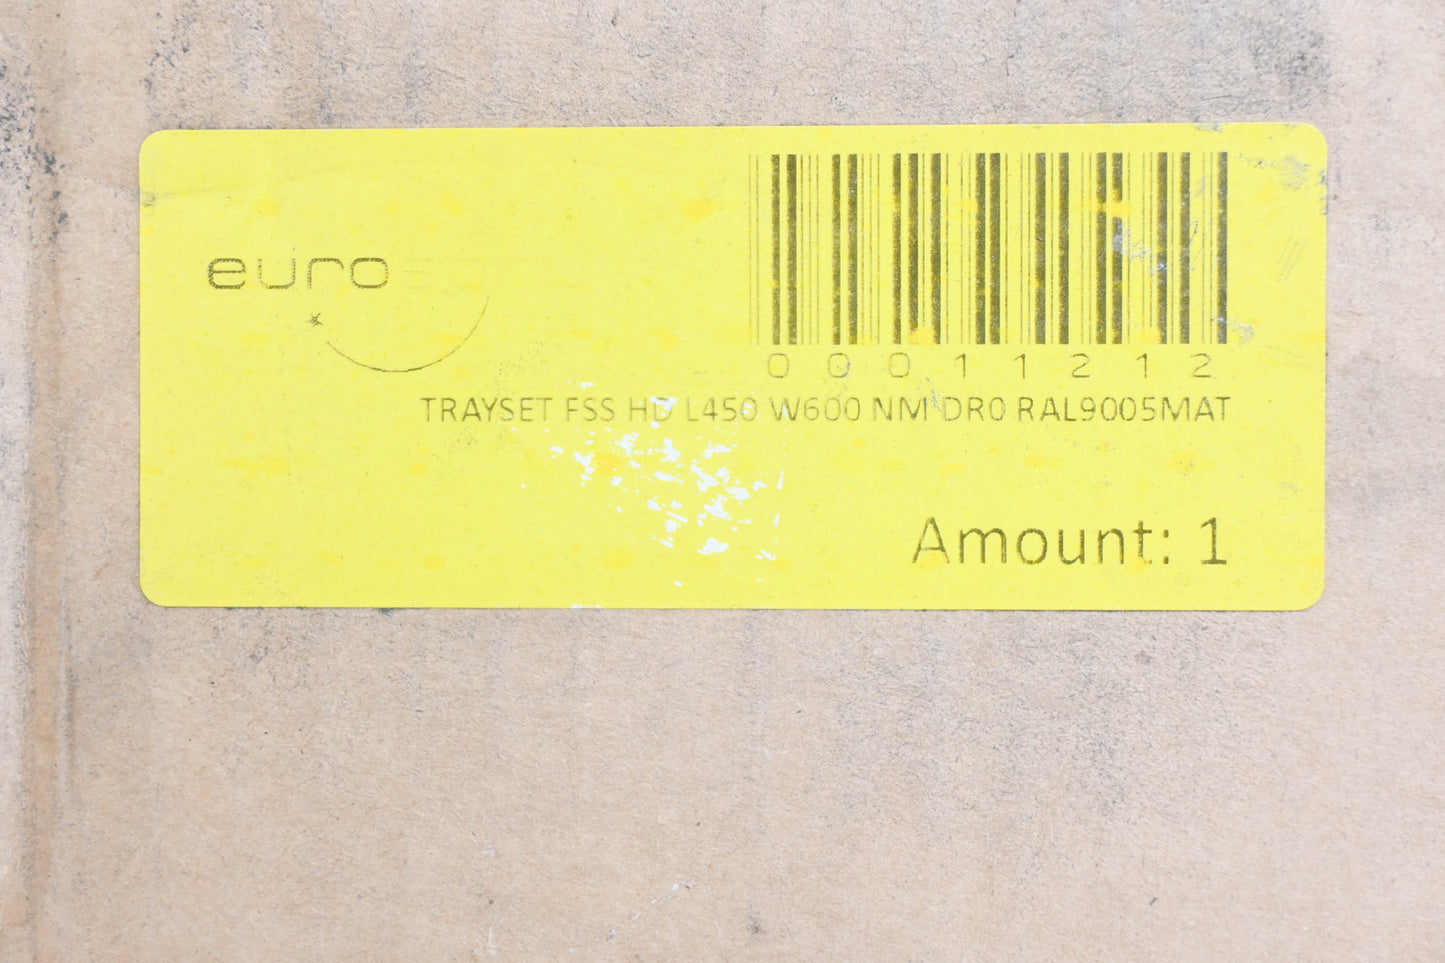 euro
00011212
TRAYSET FSS HD L450 W600 NM DR0 RAL9005MAT
Amount: 1